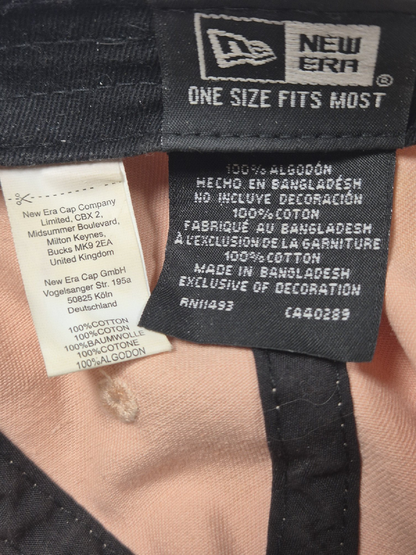 NEW
ERA
®
ONE SIZE FITS MOST
100% ALGODÓN
HECHO EN BANGLADÉSH
NO INCLUYE DECORACIÓN
100% COTON
FABRIQUÉ AU BANGLADESH
À L'EXCLUSION DE LA GARNITURE
100% COTTON
MADE IN BANGLADESH
EXCLUSIVE OF DECORATION
RN11493 CA40289
New Era Cap Company
Limited, CBX 2,
Midsummer Boulevard,
Milton Keynes,
Bucks MK9 2EA
United Kingdom
New Era Cap GmbH
Vogelsanger Str. 195a
50825 Köln
Deutschland
100%COTTON
100%COTON
100%BAUMWOLLE
100%COTONE
100%ALGODON